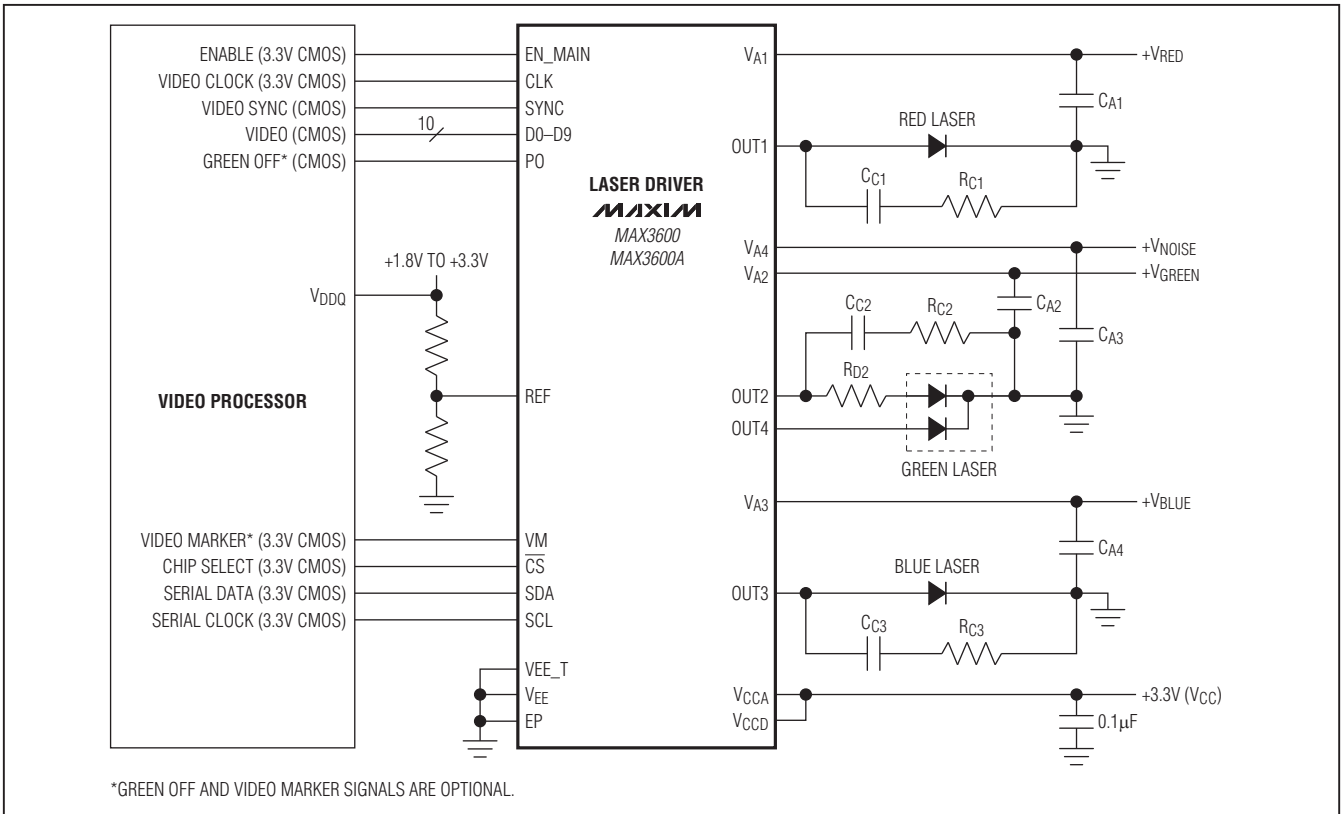 ENABLE (3.3V CMOS)
VIDEO CLOCK (3.3V CMOS)
VIDEO SYNC (CMOS)
VIDEO (CMOS)
GREEN OFF* (CMOS)
10
VDDQ
+1.8V TO +3.3V
VIDEO PROCESSOR
VIDEO MARKER* (3.3V CMOS)
CHIP SELECT (3.3V CMOS)
SERIAL DATA (3.3V CMOS)
SERIAL CLOCK (3.3V CMOS)
EN_MAIN
CLK
SYNC
D0–D9
PO
LASER DRIVER
MAXIM
MAX3600
MAX3600A
REF
VM
CS
SDA
SCL
VEE_T
VEE
EP
VA1
OUT1
VA4
VA2
OUT2
OUT4
VA3
OUT3
VCCA
VCCD
+VRED
CA1
RED LASER
CC1
RC1
+VNOISE
+VGREEN
CC2
RC2
CA2
CA3
RD2
GREEN LASER
+VBLUE
CA4
BLUE LASER
CC3
RC3
+3.3V (VCC)
0.1µF
*GREEN OFF AND VIDEO MARKER SIGNALS ARE OPTIONAL.